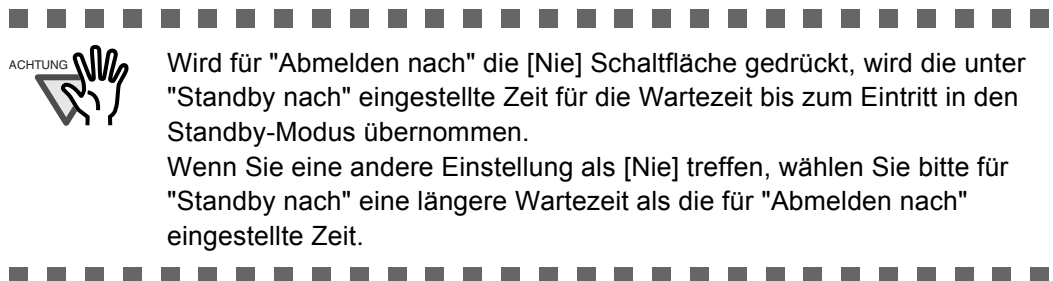 ACHTUNG
Wird für "Abmelden nach" die [Nie] Schaltfläche gedrückt, wird die unter
"Standby nach" eingestellte Zeit für die Wartezeit bis zum Eintritt in den
Standby-Modus übernommen.
Wenn Sie eine andere Einstellung als [Nie] treffen, wählen Sie bitte für
"Standby nach" eine längere Wartezeit als die für "Abmelden nach"
eingestellte Zeit.